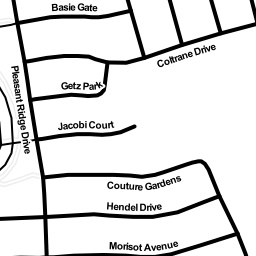 Basie Gate
Coltrane Drive
Getz Park
Pleasant Ridge Drive
Jacobi Court
Couture Gardens
Hendel Drive
Morisot Avenue